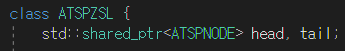 class ATSPZSL {
std::shared_ptr<ATSPNODE> head, tail;